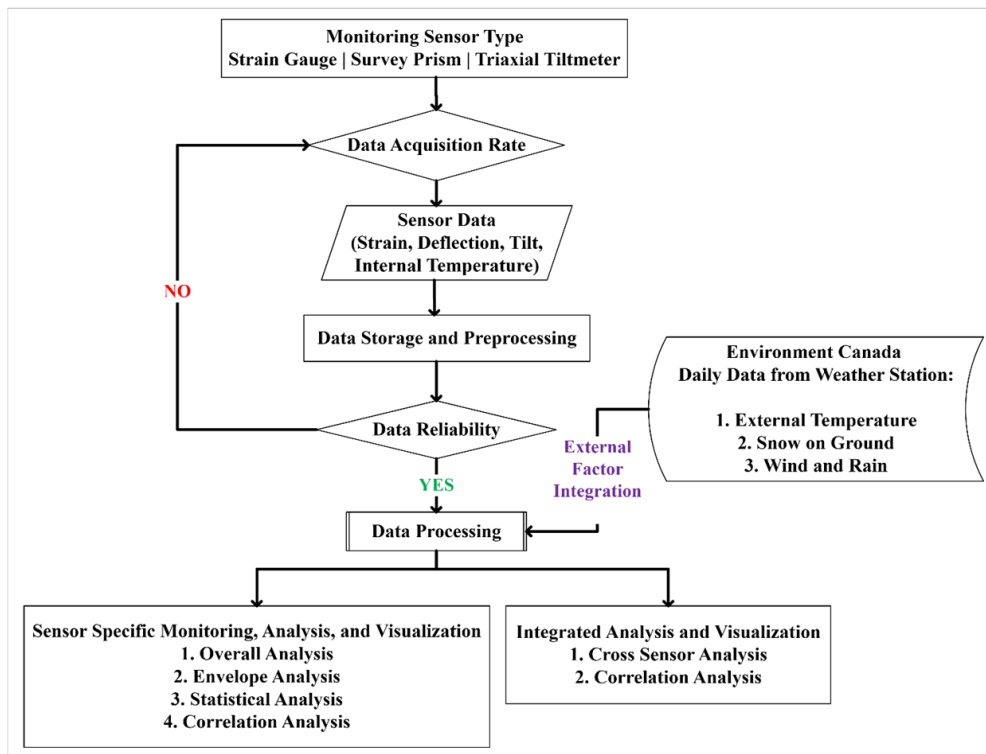 Monitoring Sensor Type
Strain Gauge | Survey Prism | Triaxial Tiltmeter
Data Acquisition Rate
Sensor Data
(Strain, Deflection, Tilt,
Internal Temperature)
NO
Data Storage and Preprocessing
Environment Canada
Daily Data from Weather Station:
1. External Temperature
2. Snow on Ground
3. Wind and Rain
Data Reliability
External
Factor
Integration
YES
Data Processing
Sensor Specific Monitoring, Analysis, and Visualization
1. Overall Analysis
2. Envelope Analysis
3. Statistical Analysis
4. Correlation Analysis
Integrated Analysis and Visualization
1. Cross Sensor Analysis
2. Correlation Analysis